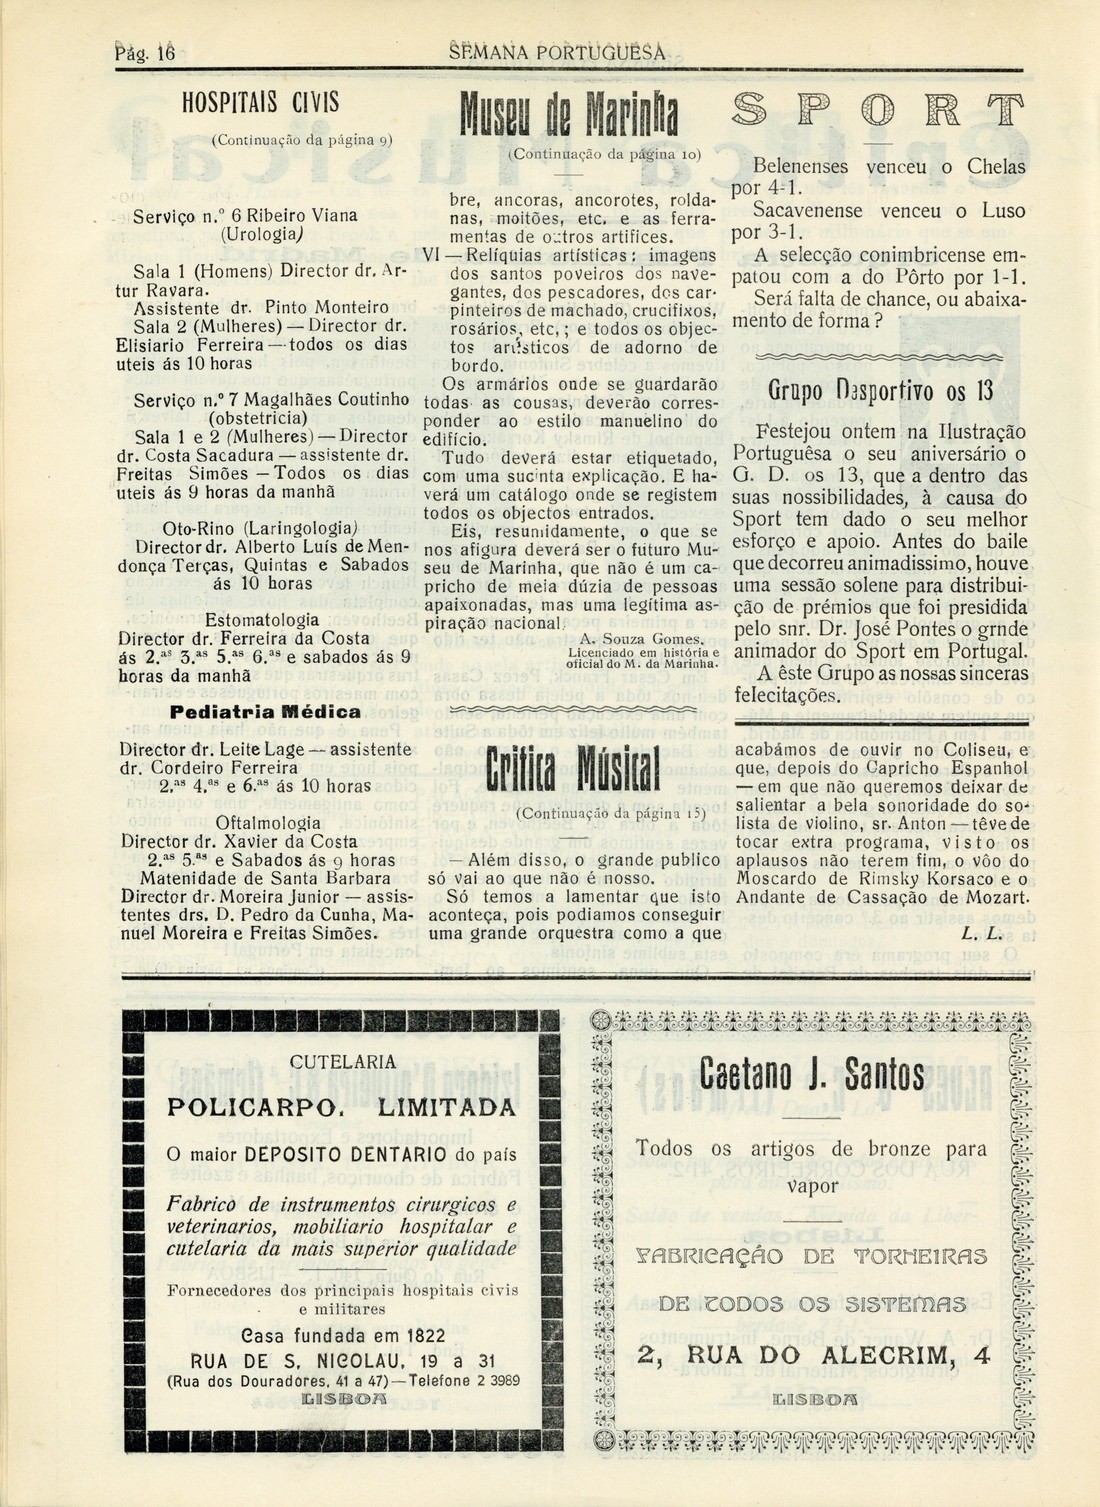 Pág. 16
SEMANA PORTUGUESA
HOSPITAIS CIVIS
(Continuação da página 9)
Serviço n.º 6 Ribeiro Viana
(Urologia)
Sala 1 (Homens) Director dr. Ar-
tur Ravara.
Assistente dr. Pinto Monteiro
Sala 2 (Mulheres) — Director dr.
Elisiario Ferreira — todos os dias
uteis ás 10 horas
Serviço n.º 7 Magalhães Coutinho
(obstetricia)
Sala 1 e 2 (Mulheres) — Director
dr. Costa Sacadura — assistente dr.
Freitas Simões — Todos os dias
uteis ás 9 horas da manhã
Oto-Rino (Laringologia)
Director dr. Alberto Luís de Men-
donça Terças, Quintas e Sabados
ás 10 horas
Estomatologia
Director dr. Ferreira da Costa
ás 2.as 3.as 5.as 6.as e sabados ás 9
horas da manhã
Pediatria Médica
Director dr. Leite Lage — assistente
dr. Cordeiro Ferreira
2.as 4.as e 6.as ás 10 horas
Oftalmologia
Director dr. Xavier da Costa
2.as 5.as e Sabados ás 9 horas
Matenidade de Santa Barbara
Director dr. Moreira Junior — assis-
tentes drs. D. Pedro da Cunha, Ma-
nuel Moreira e Freitas Simões.
Museu de Marinha
(Continuação da página 10)
bre, ancoras, ancorotes, rolda-
nas, moitões, etc. e as ferra-
mentas de outros artifices.
VI — Relíquias artísticas: imagens
dos santos poveiros dos nave-
gantes, dos pescadores, dos car-
pinteiros de machado, crucifixos,
rosários, etc,; e todos os objec-
tos artísticos de adorno de
bordo.
Os armários onde se guardarão
todas as cousas, deverão corres-
ponder ao estilo manuelino do
edifício.
Tudo deverá estar etiquetado,
com uma sucinta explicação. E ha-
verá um catálogo onde se registem
todos os objectos entrados.
Eis, resumidamente, o que se
nos afigura deverá ser o futuro Mu-
seu de Marinha, que não é um ca-
pricho de meia dúzia de pessoas
apaixonadas, mas uma legítima as-
piração nacional.
A. Souza Gomes.
Licenciado em história e
oficial do M. da Marinha.
SPORT
Belenenses venceu o Chelas
por 4-1.
Sacavenense venceu o Luso
por 3-1.
A selecção conimbricense em-
patou com a do Pôrto por 1-1.
Será falta de chance, ou abaixa-
mento de forma?
Grupo Desportivo os 13
Festejou ontem na Ilustração
Portuguêsa o seu aniversário o
G. D. os 13, que a dentro das
suas nossibilidades, à causa do
Sport tem dado o seu melhor
esforço e apoio. Antes do baile
que decorreu animadissimo, houve
uma sessão solene para distribui-
ção de prémios que foi presidida
pelo snr. Dr. José Pontes o grnde
animador do Sport em Portugal.
A êste Grupo as nossas sinceras
felecitações.
Critica Músical
(Continuação da página 15)
— Além disso, o grande publico
só vai ao que não é nosso.
Só temos a lamentar que isto
aconteça, pois podiamos conseguir
uma grande orquestra como a que
acabámos de ouvir no Coliseu, e
que, depois do Capricho Espanhol
— em que não queremos deixar de
salientar a bela sonoridade do so-
lista de violino, sr. Anton — têve de
tocar extra programa, visto os
aplausos não terem fim, o vôo do
Moscardo de Rimsky Korsaco e o
Andante de Cassação de Mozart.
L. L.
CUTELARIA
POLICARPO, LIMITADA
O maior DEPOSITO DENTARIO do país
Fabrico de instrumentos cirurgicos e
veterinarios, mobiliario hospitalar e
cutelaria da mais superior qualidade
Fornecedores dos principais hospitais civis
e militares
Casa fundada em 1822
RUA DE S. NICOLAU, 19 a 31
(Rua dos Douradores, 41 a 47) — Telefone 2 3989
LISBOA
Caetano J. Santos
Todos os artigos de bronze para
vapor
FABRICAÇÃO DE TORNEIRAS
DE TODOS OS SISTEMAS
2, RUA DO ALECRIM, 4
LISBOA